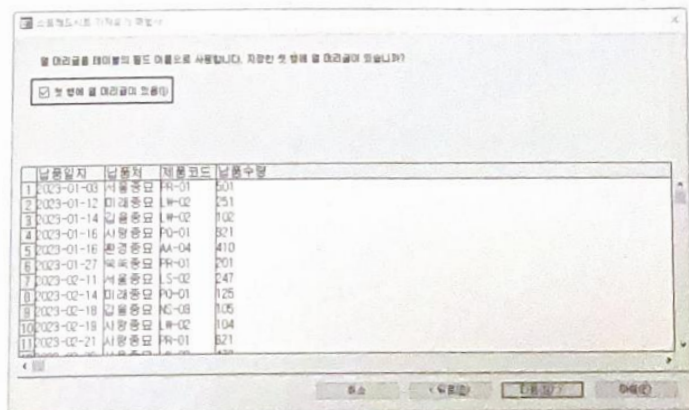 스프레드시트 가져오기 마법사
열 머리글을 테이블의 필드 이름으로 사용합니다. 지정한 첫 행에 열 머리글이 있습니까?
첫 행에 열 머리글이 있음(I)
납품일자 납품처 제품코드 납품수량
1 2023-01-03 서울종묘 PR-01 501
2 2023-01-12 미래종묘 LW-02 251
3 2023-01-14 김율종묘 LW-02 102
4 2023-01-16 사랑종묘 PO-01 821
5 2023-01-16 환경종묘 AA-04 410
6 2023-01-27 종묘 PR-01 201
7 2023-02-11 서울종묘 LS-02 247
8 2023-02-14 미래종묘 PO-01 125
9 2023-02-18 김율종묘 NS-03 105
10 2023-02-19 사랑종묘 LW-02 104
11 2023-02-21 사랑종묘 PR-01 621
취소 < 뒤로(B) 다음(N) > 마침(F)